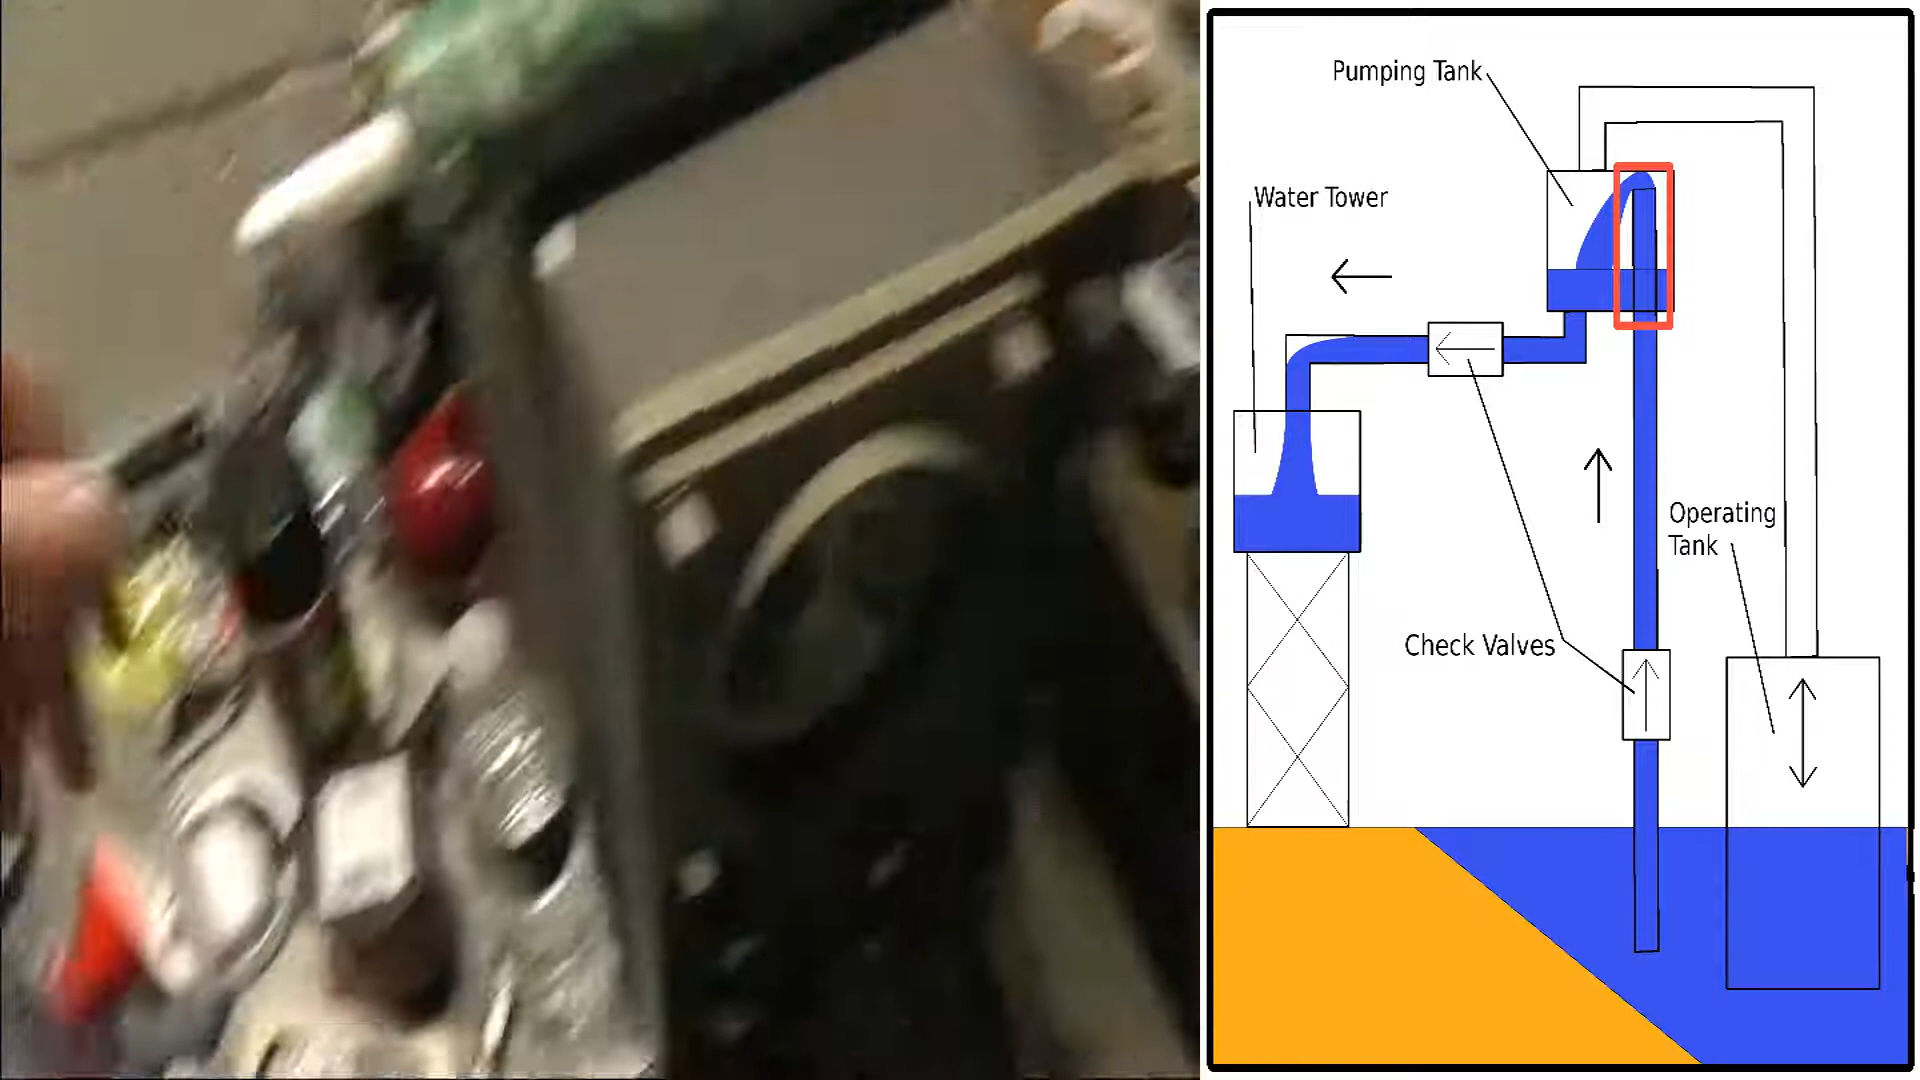 Pumping Tank
Water Tower
Operating
Tank
Check Valves